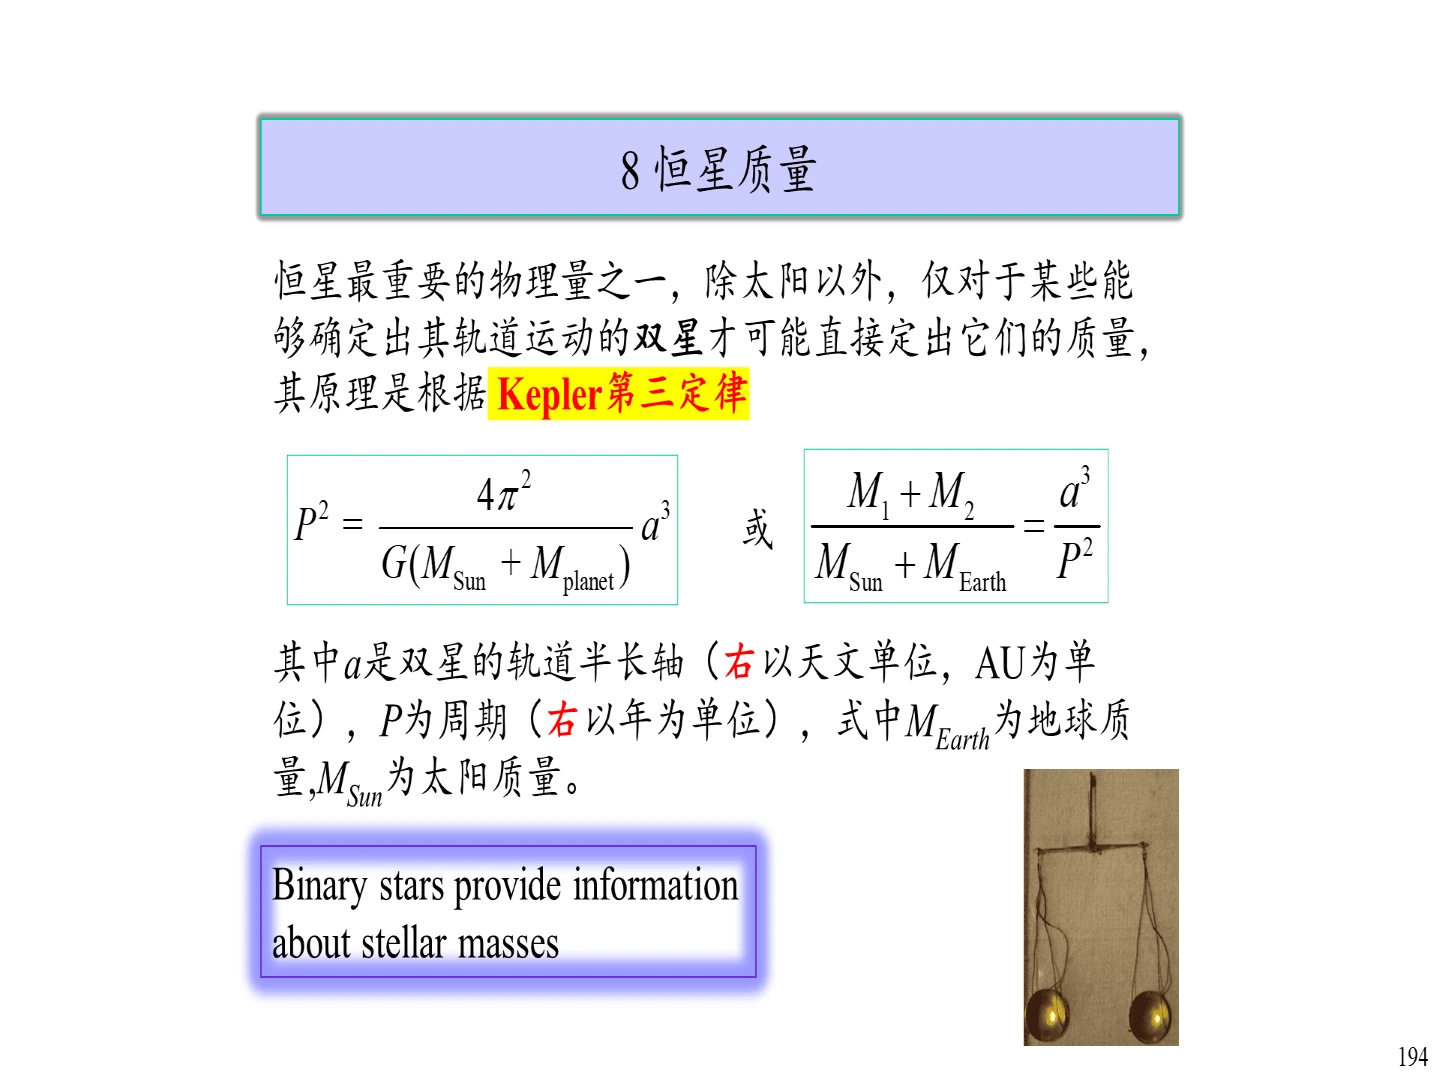 8 恒星质量
恒星最重要的物理量之一，除太阳以外，仅对于某些能
够确定出其轨道运动的双星才可能直接定出它们的质量，
其原理是根据 Kepler第三定律
P² = 4π² / G(M_Sun + M_planet) a³ 或 (M₁ + M₂) / (M_Sun + M_Earth) = a³ / P²
其中a是双星的轨道半长轴（右以天文单位，AU为单
位），P为周期（右以年为单位），式中M_Earth为地球质
量,M_Sun为太阳质量。
Binary stars provide information
about stellar masses
194